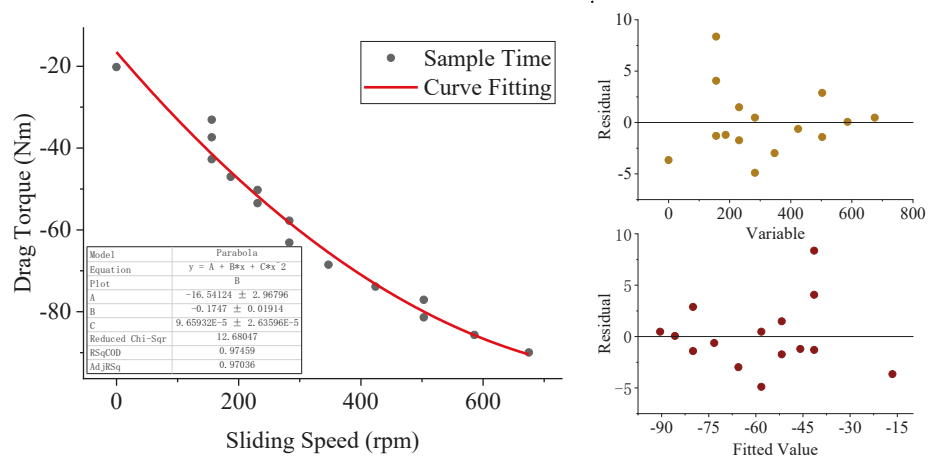 Sample Time
Curve Fitting
-20
-40
-60
-80
Drag Torque (Nm)
0
200
400
600
Sliding Speed (rpm)
Model Parabola
Equation y = A + B*x + C*x^2
Plot B
A -16.54124 ± 2.96796
B -0.1747 ± 0.01914
C 9.65932E-5 ± 2.63596E-5
Reduced Chi-Sqr 12.68047
RSqCOD 0.97459
AdjRSq 0.97036
10
5
0
-5
Residual
0
200
400
600
800
Variable
10
5
0
-5
Residual
-90
-75
-60
-45
-30
-15
Fitted Value